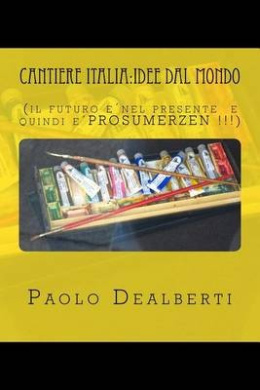 CANTIERE ITALIA:IDEE DAL MONDO
(IL FUTURO E´NEL PRESENTE E
QUINDI E´PROSUMERZEN !!!)
PAOLO DEALBERTI